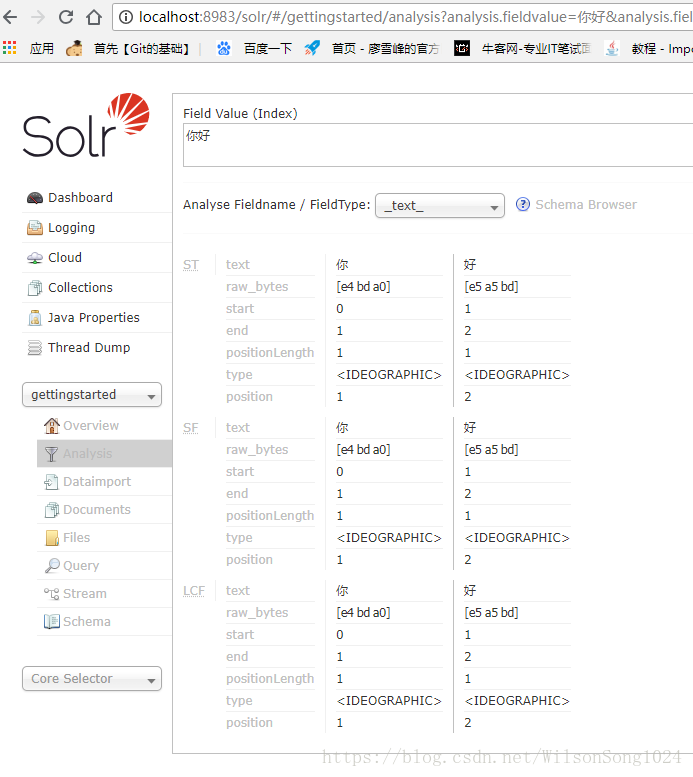 localhost:8983/solr/#/gettingstarted/analysis?analysis.fieldvalue=你好&analysis.fiel
应用 首先【Git的基础】 百度一下 首页 - 廖雪峰的官方 牛客网-专业IT笔试面 教程 - Impo
Solr
Field Value (Index)
你好
Analyse Fieldname / FieldType: _text_ Schema Browser
Dashboard
Logging
Cloud
Collections
Java Properties
Thread Dump
gettingstarted
Overview
Analysis
Dataimport
Documents
Files
Query
Stream
Schema
Core Selector
ST text 你 好
raw_bytes [e4 bd a0] [e5 a5 bd]
start 0 1
end 1 2
positionLength 1 1
type <IDEOGRAPHIC> <IDEOGRAPHIC>
position 1 2
SF text 你 好
raw_bytes [e4 bd a0] [e5 a5 bd]
start 0 1
end 1 2
positionLength 1 1
type <IDEOGRAPHIC> <IDEOGRAPHIC>
position 1 2
LCF text 你 好
raw_bytes [e4 bd a0] [e5 a5 bd]
start 0 1
end 1 2
positionLength 1 1
type <IDEOGRAPHIC> <IDEOGRAPHIC>
position 1 2
https://blog.csdn.net/WilsonSong1024